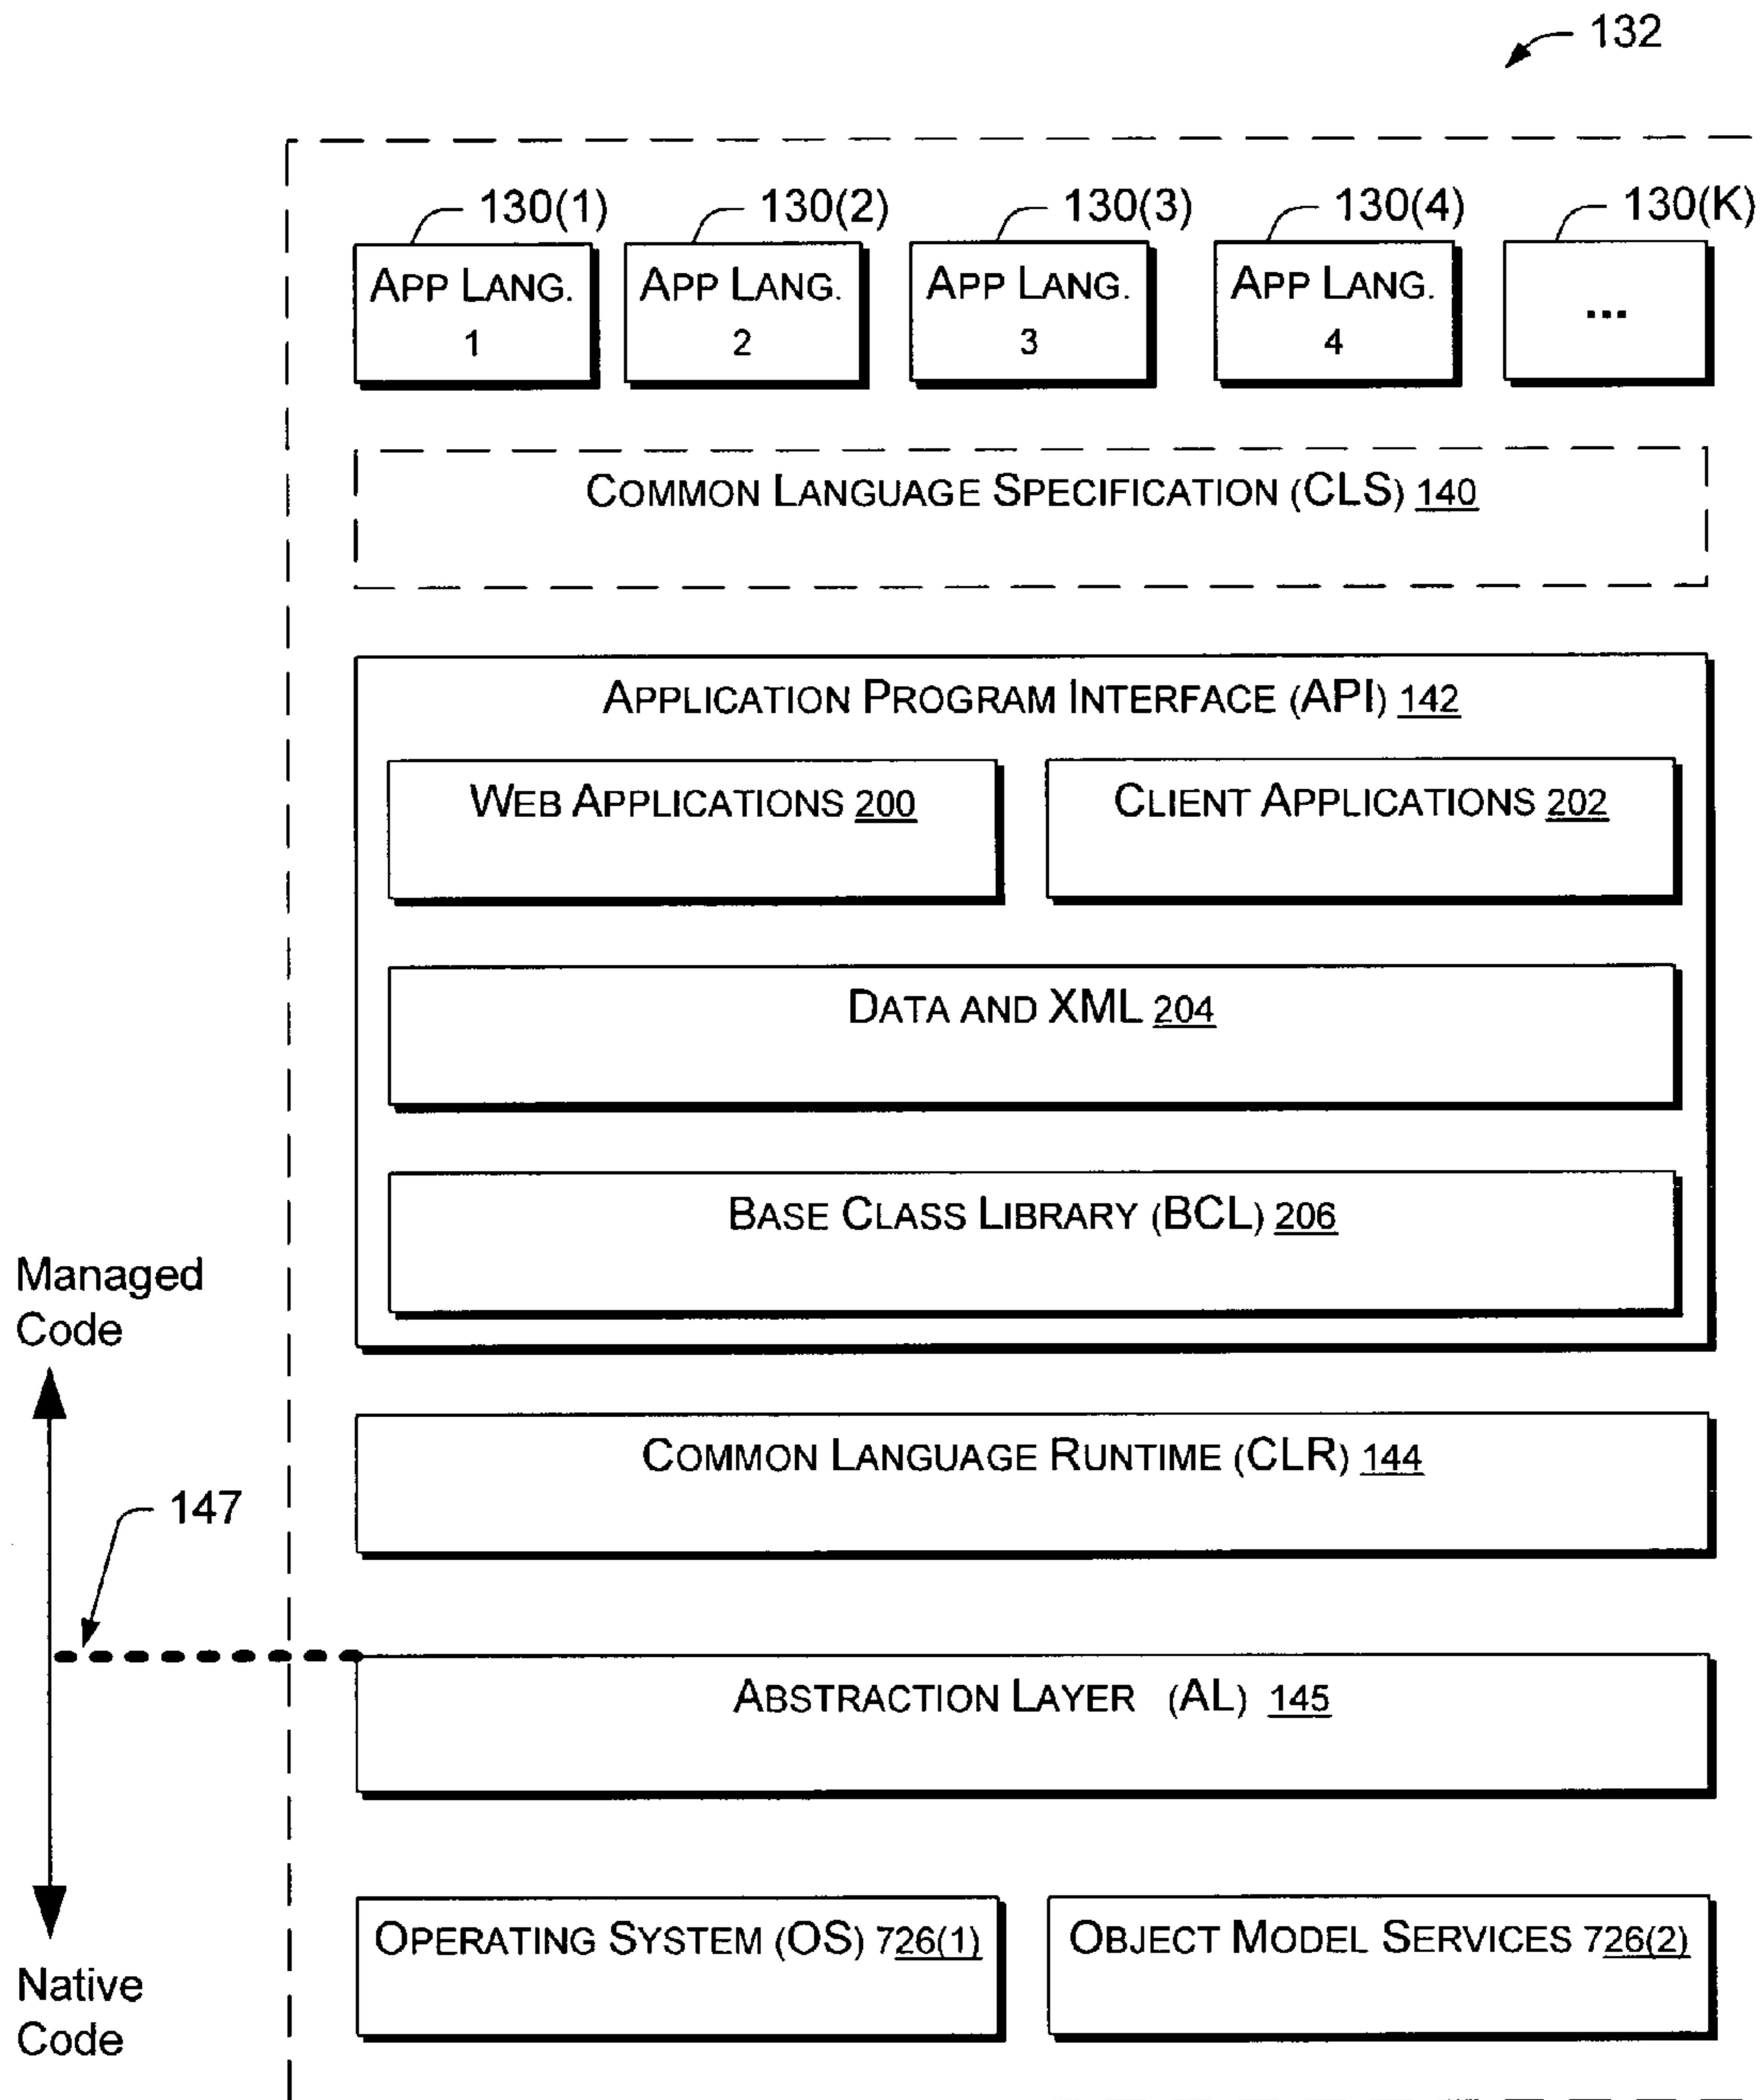 132
130(1) 130(2) 130(3) 130(4) 130(K)
APP LANG. 1
APP LANG. 2
APP LANG. 3
APP LANG. 4
...
COMMON LANGUAGE SPECIFICATION (CLS) 140
APPLICATION PROGRAM INTERFACE (API) 142
WEB APPLICATIONS 200
CLIENT APPLICATIONS 202
DATA AND XML 204
BASE CLASS LIBRARY (BCL) 206
Managed
Code
COMMON LANGUAGE RUNTIME (CLR) 144
147
ABSTRACTION LAYER (AL) 145
OPERATING SYSTEM (OS) 726(1)
OBJECT MODEL SERVICES 726(2)
Native
Code